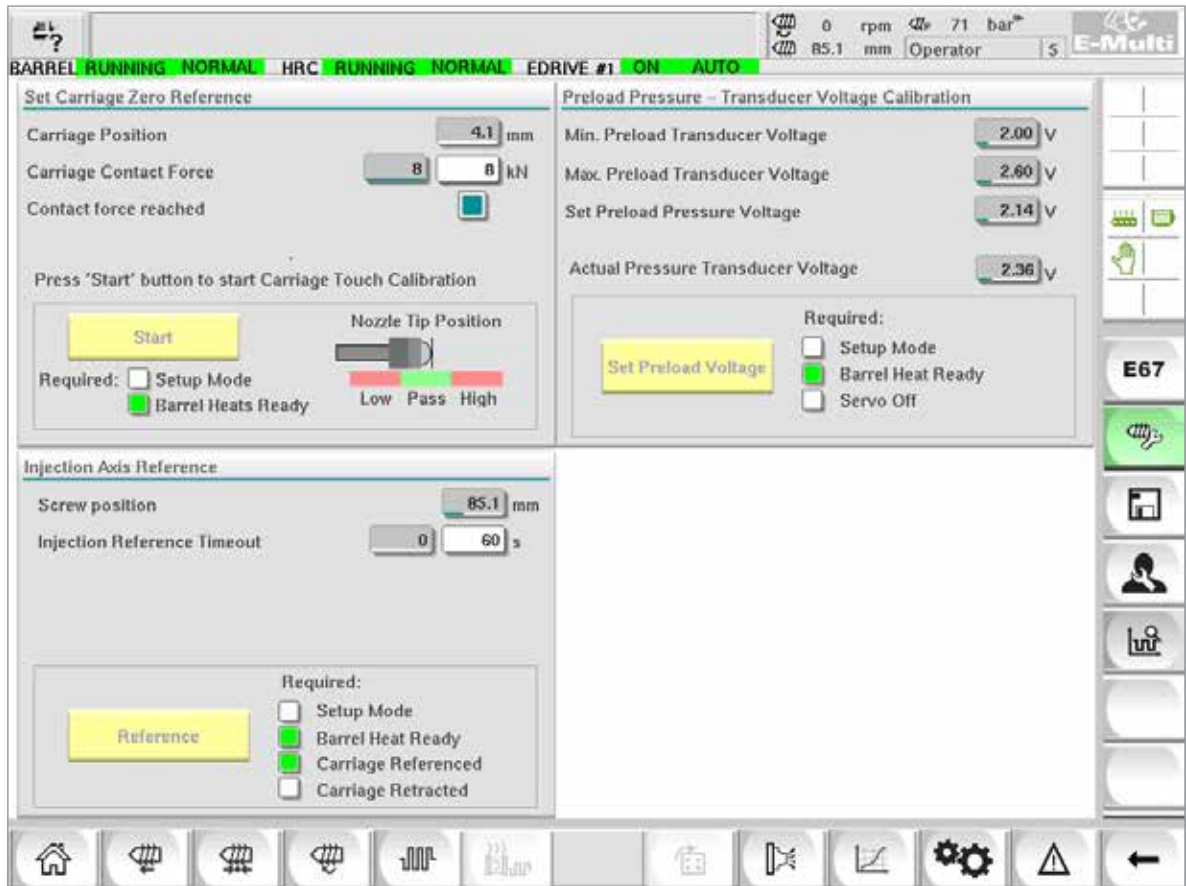 ?
0 rpm 71 bar
85.1 mm Operator 5
E-Multi
BARREL RUNNING NORMAL HRC RUNNING NORMAL EDRIVE #1 ON AUTO
Set Carriage Zero Reference
Carriage Position 4.1 mm
Carriage Contact Force 8 8 kN
Contact force reached
Press 'Start' button to start Carriage Touch Calibration
Start
Nozzle Tip Position
Required: Setup Mode
Barrel Heats Ready
Low Pass High
Preload Pressure – Transducer Voltage Calibration
Min. Preload Transducer Voltage 2.00 V
Max. Preload Transducer Voltage 2.60 V
Set Preload Pressure Voltage 2.14 V
Actual Pressure Transducer Voltage 2.36 V
Set Preload Voltage
Required:
Setup Mode
Barrel Heat Ready
Servo Off
Injection Axis Reference
Screw position 85.1 mm
Injection Reference Timeout 0 60 s
Reference
Required:
Setup Mode
Barrel Heat Ready
Carriage Referenced
Carriage Retracted
E67